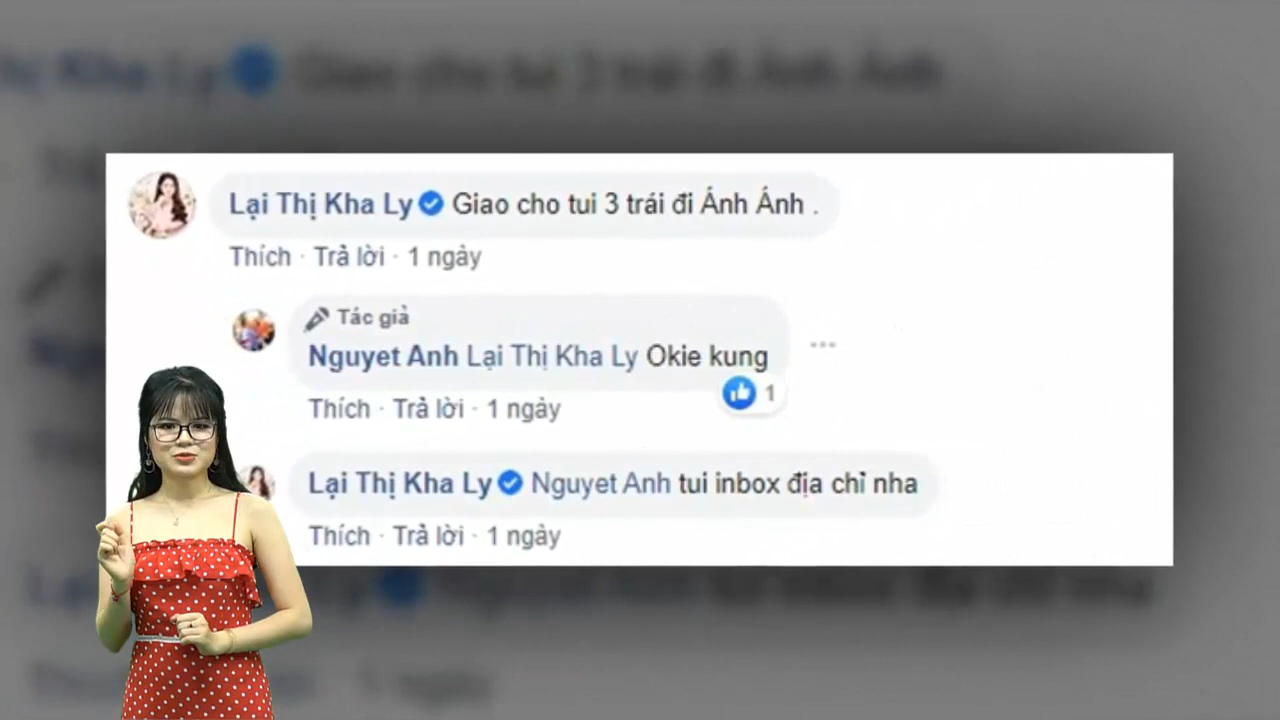 Lại Thị Kha Ly Giao cho tui 3 trái đi Ánh Ánh .
Thích · Trả lời · 1 ngày
Tác giả
Nguyet Anh Lại Thị Kha Ly Okie kung
1
Thích · Trả lời · 1 ngày
Lại Thị Kha Ly Nguyet Anh tui inbox địa chỉ nha
Thích · Trả lời · 1 ngày